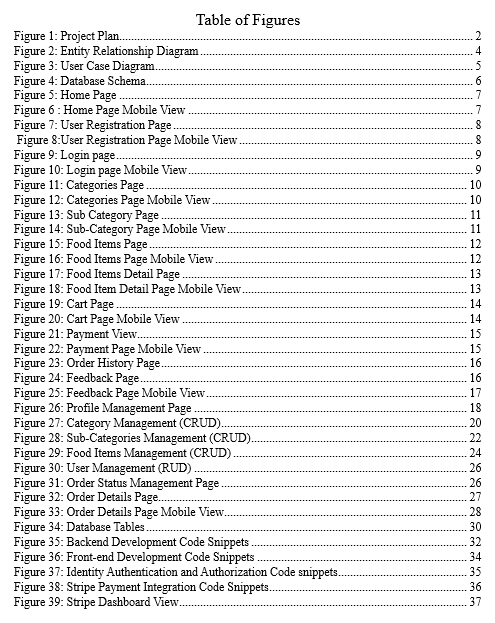 Table of Figures
Figure 1: Project Plan 2
Figure 2: Entity Relationship Diagram 4
Figure 3: User Case Diagram 5
Figure 4: Database Schema 6
Figure 5: Home Page 7
Figure 6 : Home Page Mobile View 7
Figure 7: User Registration Page 8
Figure 8:User Registration Page Mobile View 8
Figure 9: Login page 9
Figure 10: Login page Mobile View 9
Figure 11: Categories Page 10
Figure 12: Categories Page Mobile View 10
Figure 13: Sub Category Page 11
Figure 14: Sub-Category Page Mobile View 11
Figure 15: Food Items Page 12
Figure 16: Food Items Page Mobile View 12
Figure 17: Food Items Detail Page 13
Figure 18: Food Item Detail Page Mobile View 13
Figure 19: Cart Page 14
Figure 20: Cart Page Mobile View 14
Figure 21: Payment View 15
Figure 22: Payment Page Mobile View 15
Figure 23: Order History Page 16
Figure 24: Feedback Page 16
Figure 25: Feedback Page Mobile View 17
Figure 26: Profile Management Page 18
Figure 27: Category Management (CRUD) 20
Figure 28: Sub-Categories Management (CRUD) 22
Figure 29: Food Items Management (CRUD) 24
Figure 30: User Management (RUD) 26
Figure 31: Order Status Management Page 26
Figure 32: Order Details Page 27
Figure 33: Order Details Page Mobile View 28
Figure 34: Database Tables 30
Figure 35: Backend Development Code Snippets 32
Figure 36: Front-end Development Code Snippets 34
Figure 37: Identity Authentication and Authorization Code snippets 35
Figure 38: Stripe Payment Integration Code Snippets 36
Figure 39: Stripe Dashboard View 37